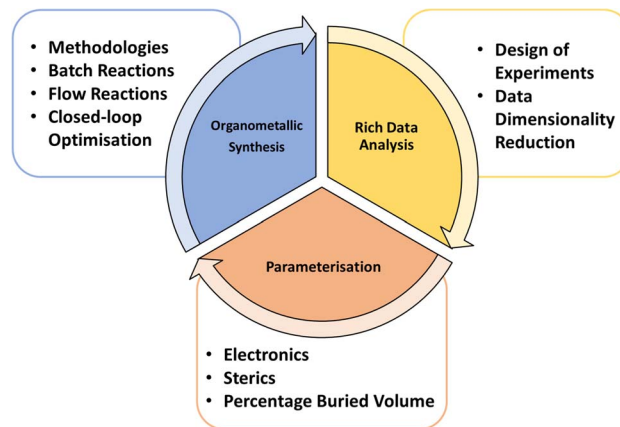 • Methodologies
• Batch Reactions
• Flow Reactions
• Closed-loop
Optimisation
Organometallic
Synthesis
Rich Data
Analysis
• Design of
Experiments
• Data
Dimensionality
Reduction
Parameterisation
• Electronics
• Sterics
• Percentage Buried Volume